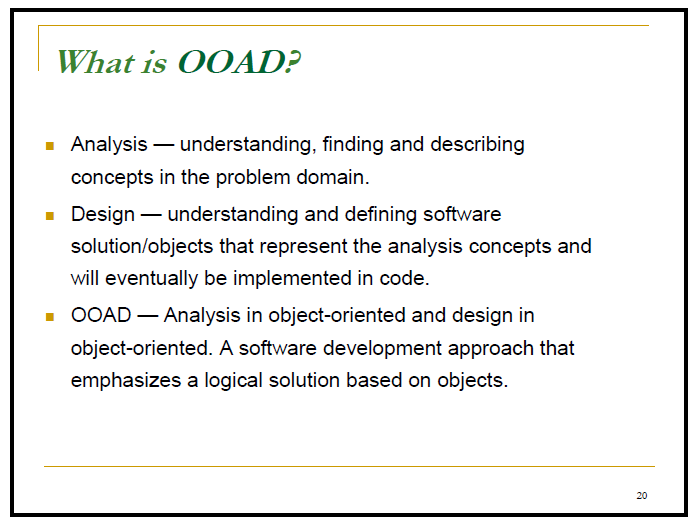 What is OOAD?
Analysis — understanding, finding and describing
concepts in the problem domain.
Design — understanding and defining software
solution/objects that represent the analysis concepts and
will eventually be implemented in code.
OOAD — Analysis in object-oriented and design in
object-oriented. A software development approach that
emphasizes a logical solution based on objects.
20